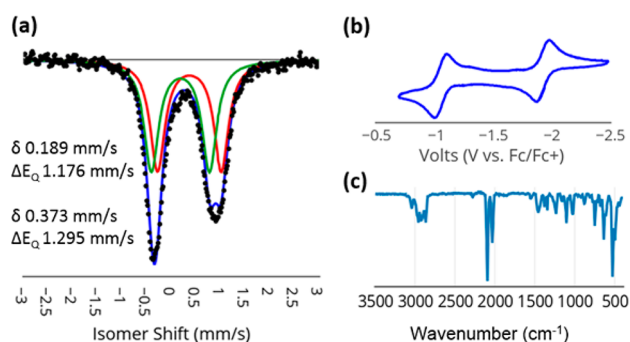 (a)
δ 0.189 mm/s
ΔEQ 1.176 mm/s
δ 0.373 mm/s
ΔEQ 1.295 mm/s
−3 −2.5 −2 −1.5 −1 −0.5 0 0.5 1 1.5 2 2.5 3
Isomer Shift (mm/s)
(b)
−0.5 −1 −1.5 −2 −2.5
Volts (V vs. Fc/Fc+)
(c)
3500 3000 2500 2000 1500 1000 500
Wavenumber (cm-1)